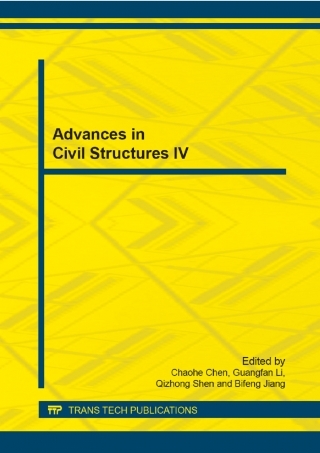 Advances in
Civil Structures IV
Edited by
Chaohe Chen, Guangfan Li,
Qizhong Shen and Bifeng Jiang
TTP TRANS TECH PUBLICATIONS